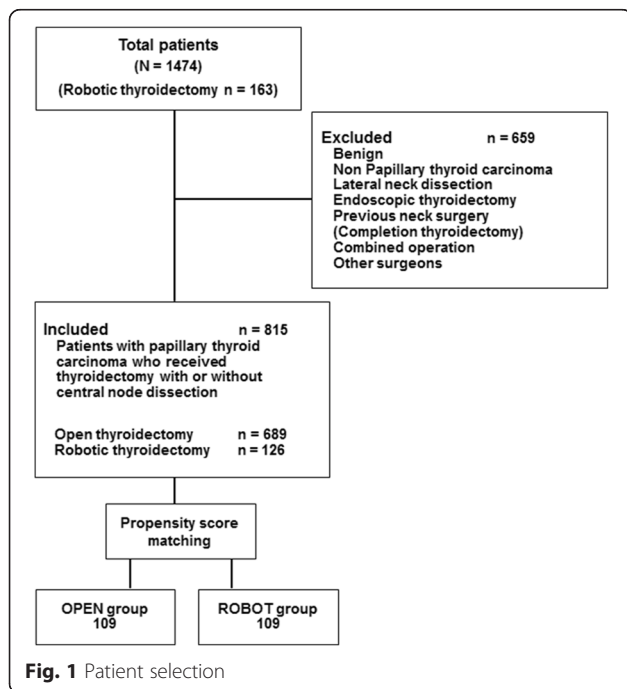 Total patients
(N = 1474)
(Robotic thyroidectomy n = 163)
Excluded n = 659
Benign
Non Papillary thyroid carcinoma
Lateral neck dissection
Endoscopic thyroidectomy
Previous neck surgery
(Completion thyroidectomy)
Combined operation
Other surgeons
Included n = 815
Patients with papillary thyroid
carcinoma who received
thyroidectomy with or without
central node dissection
Open thyroidectomy n = 689
Robotic thyroidectomy n = 126
Propensity score
matching
OPEN group
109
ROBOT group
109
Fig. 1 Patient selection